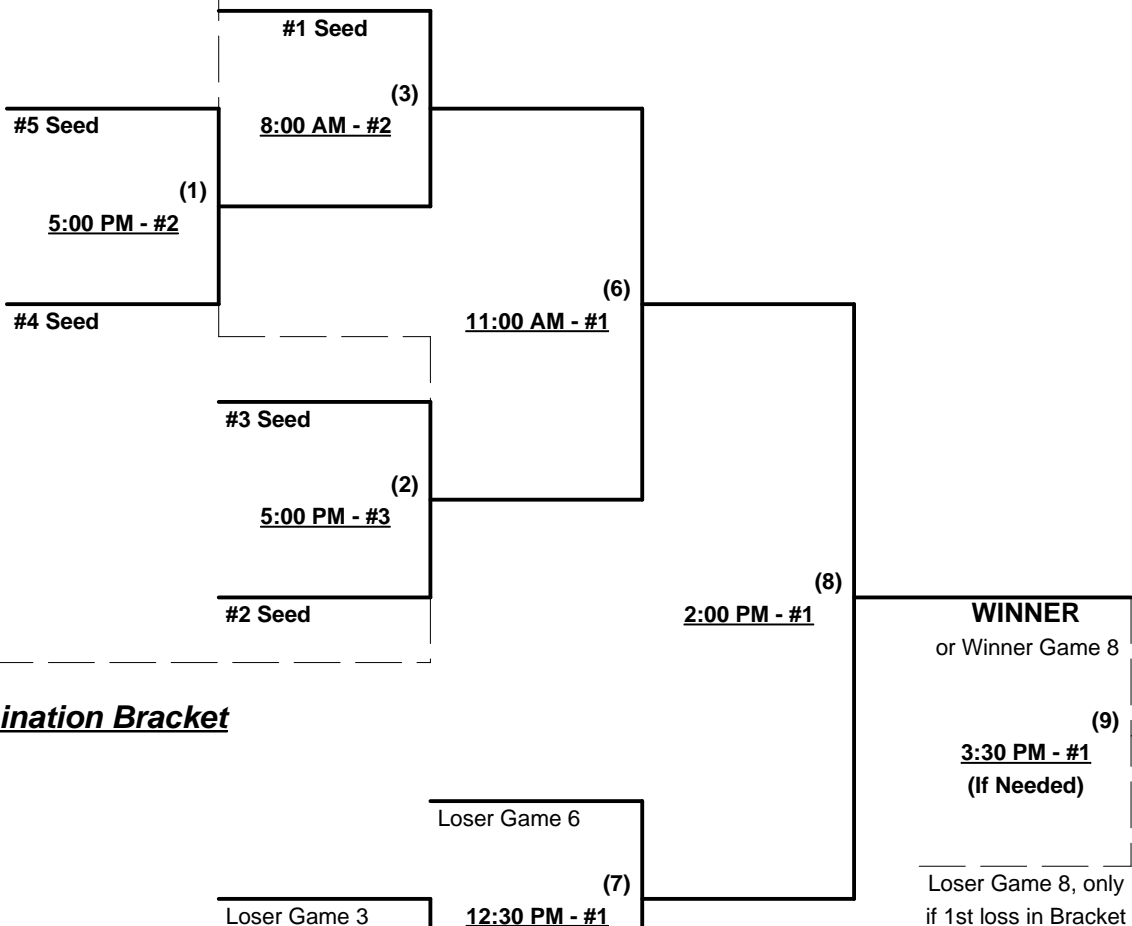 #1 Seed
(3)
8:00 AM - #2
#5 Seed
(1)
5:00 PM - #2
#4 Seed
(6)
11:00 AM - #1
#3 Seed
(2)
5:00 PM - #3
#2 Seed
(8)
2:00 PM - #1
WINNER
or Winner Game 8
ination Bracket
(9)
3:30 PM - #1
(If Needed)
Loser Game 6
(7)
12:30 PM - #1
Loser Game 3
Loser Game 8, only
if 1st loss in Bracket